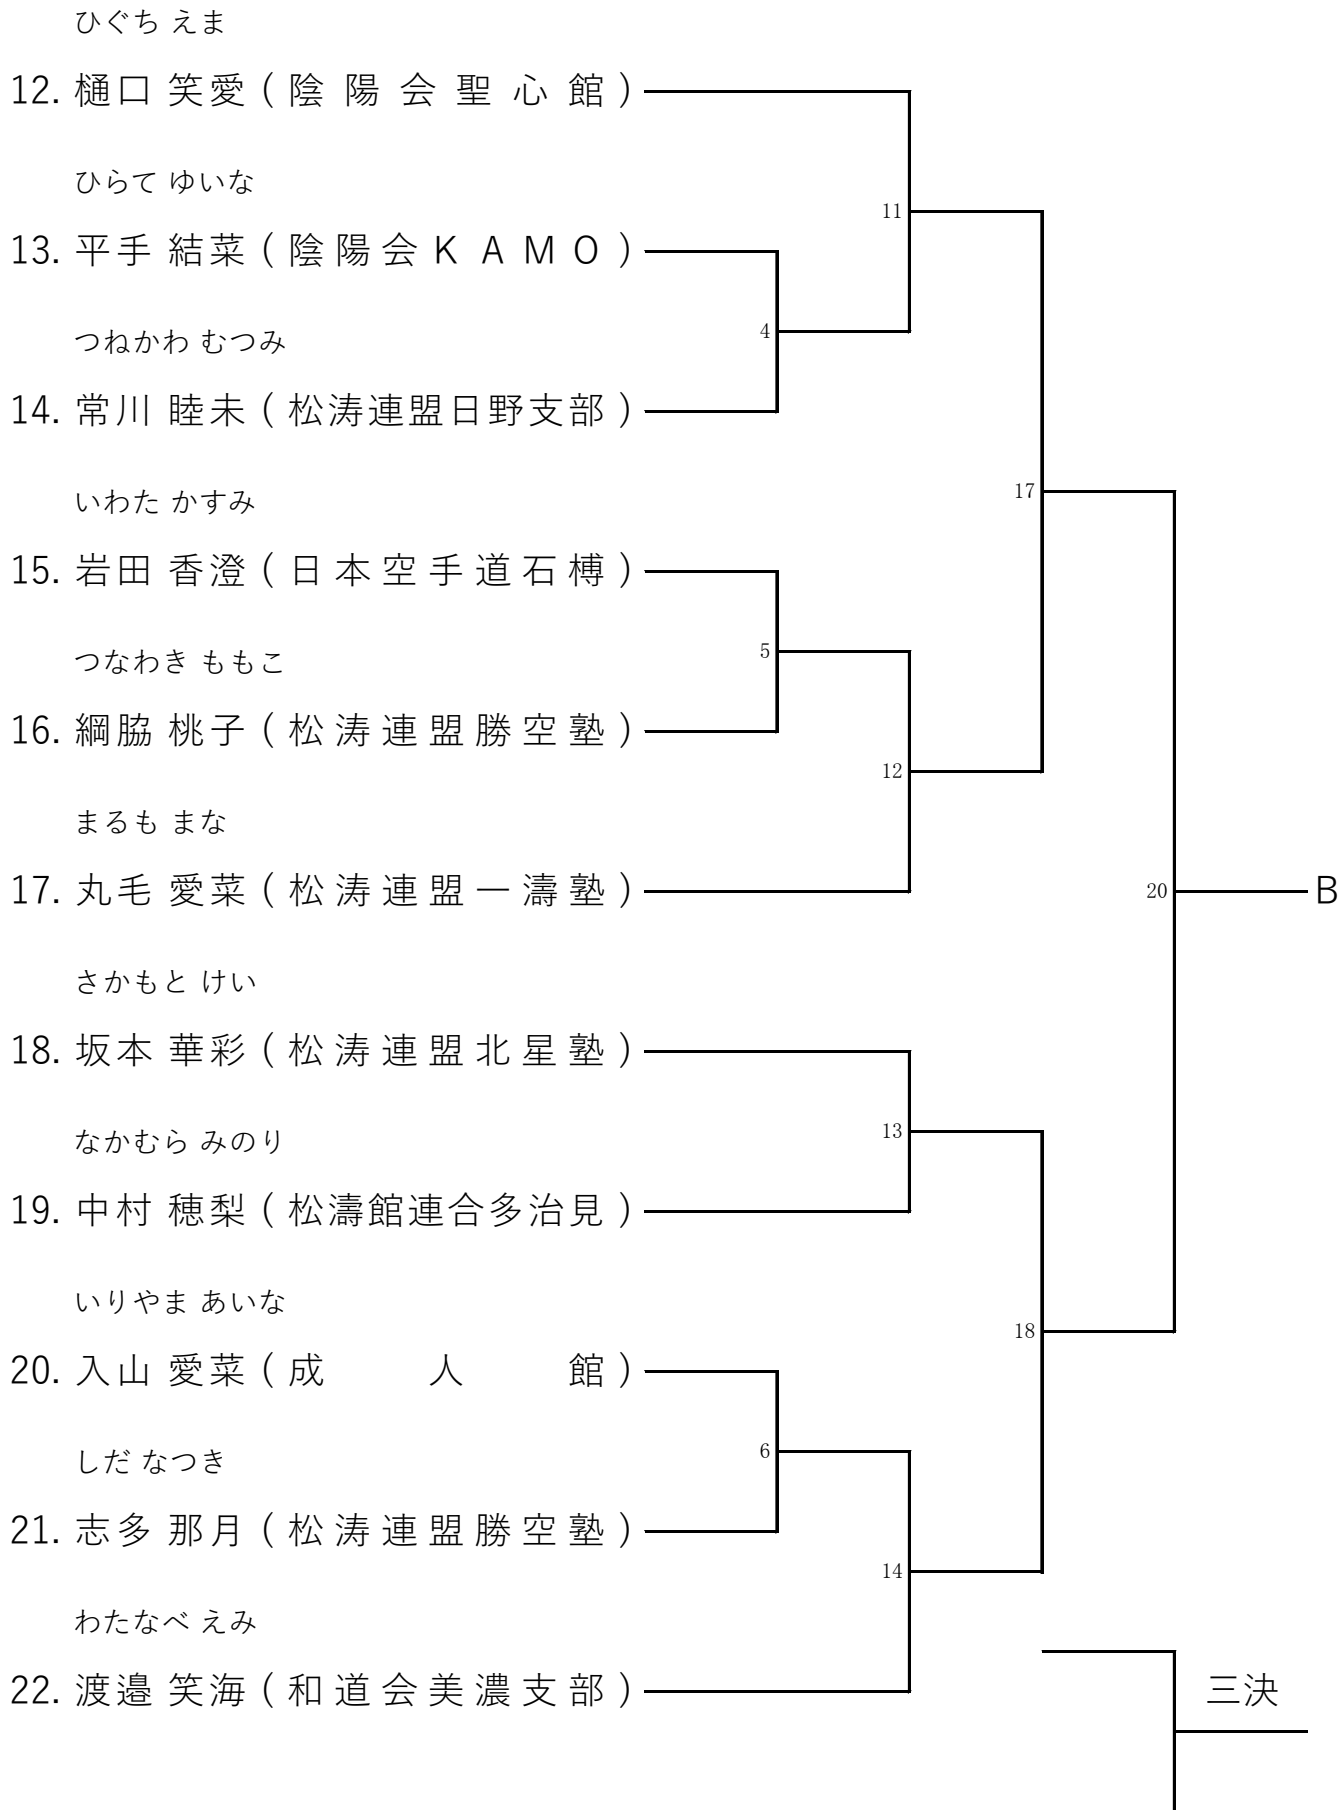 ひぐち えま
12. 樋口 笑愛 ( 陰陽会聖心館 )
ひらて ゆいな
11
13. 平手 結菜 ( 陰陽会KAMO )
つねかわ むつみ
4
14. 常川 睦未 ( 松涛連盟日野支部 )
いわた かすみ
17
15. 岩田 香澄 ( 日本空手道石榑 )
つなわき ももこ
5
16. 綱脇 桃子 ( 松涛連盟勝空塾 )
12
まるも まな
17. 丸毛 愛菜 ( 松涛連盟一濤塾 )
20
B
さかもと けい
18. 坂本 華彩 ( 松涛連盟北星塾 )
なかむら みのり
13
19. 中村 穂梨 ( 松濤館連合多治見 )
いりやま あいな
18
20. 入山 愛菜 ( 成人館 )
しだ なつき
6
21. 志多 那月 ( 松涛連盟勝空塾 )
14
わたなべ えみ
22. 渡邉 笑海 ( 和道会美濃支部 )
三決